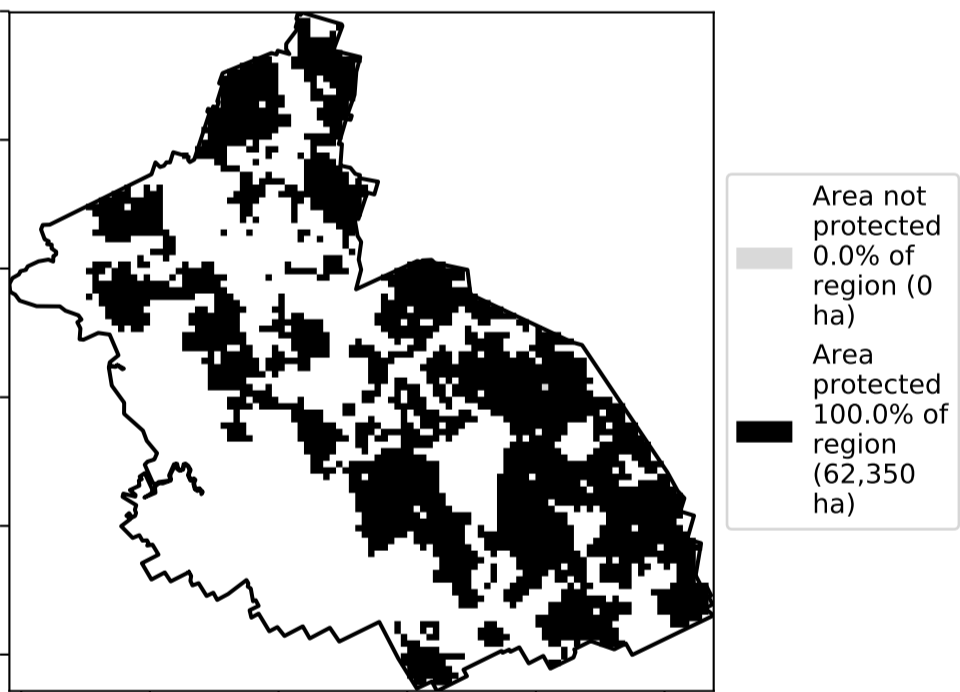 Area not
protected
0.0% of
region (0
ha)
Area
protected
100.0% of
region
(62,350
ha)